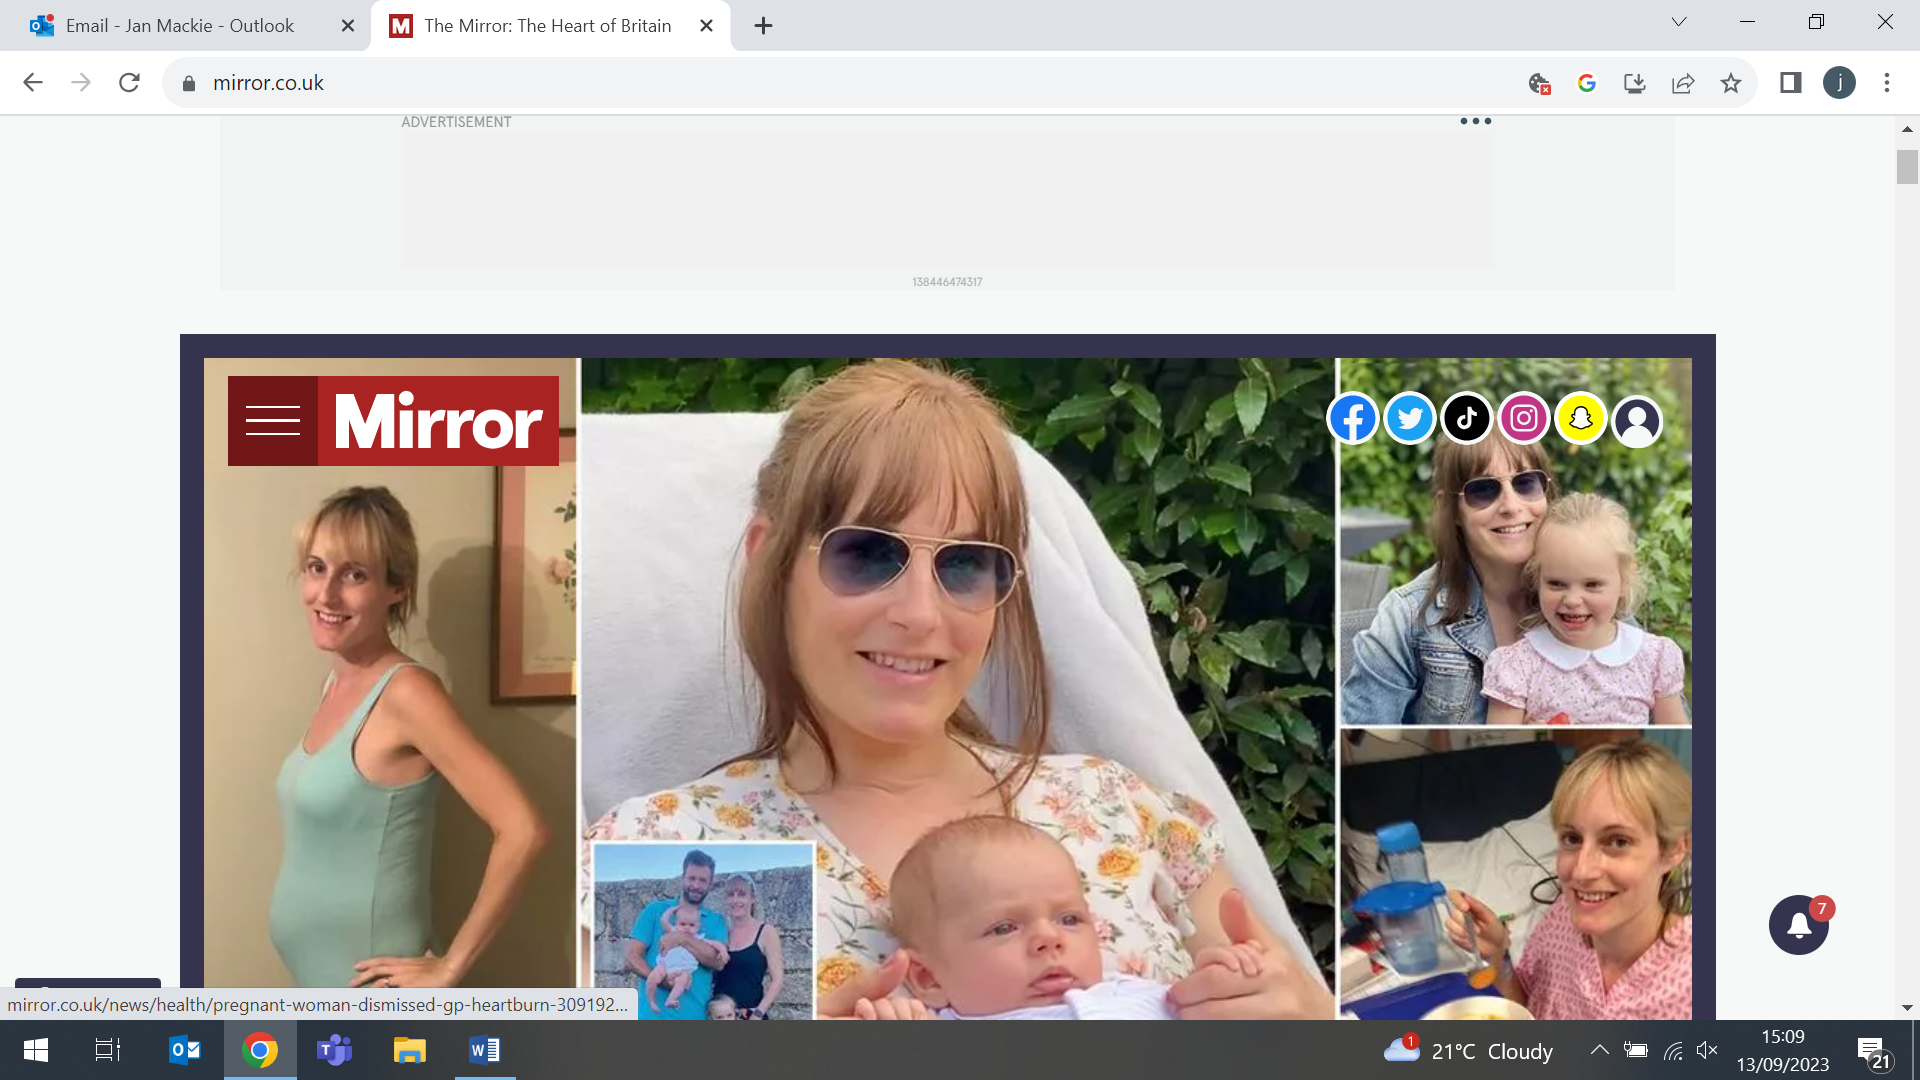 Email - Jan Mackie - Outlook
The Mirror: The Heart of Britain
mirror.co.uk
j
ADVERTISEMENT
138446474317
Mirror
7
mirror.co.uk/news/health/pregnant-woman-dismissed-gp-heartburn-309192...
1
21°C Cloudy
15:09
13/09/2023
21